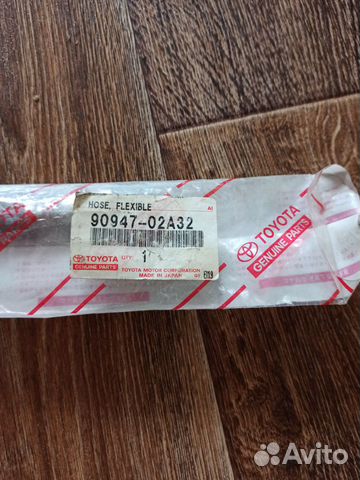 HOSE, FLEXIBLE AI
90947-02A32
TOYOTA
GENUINE PARTS
QTY. 1
TOYOTA MOTOR CORPORATION
MADE IN JAPAN
TOYOTA
GENUINE PARTS
Avito